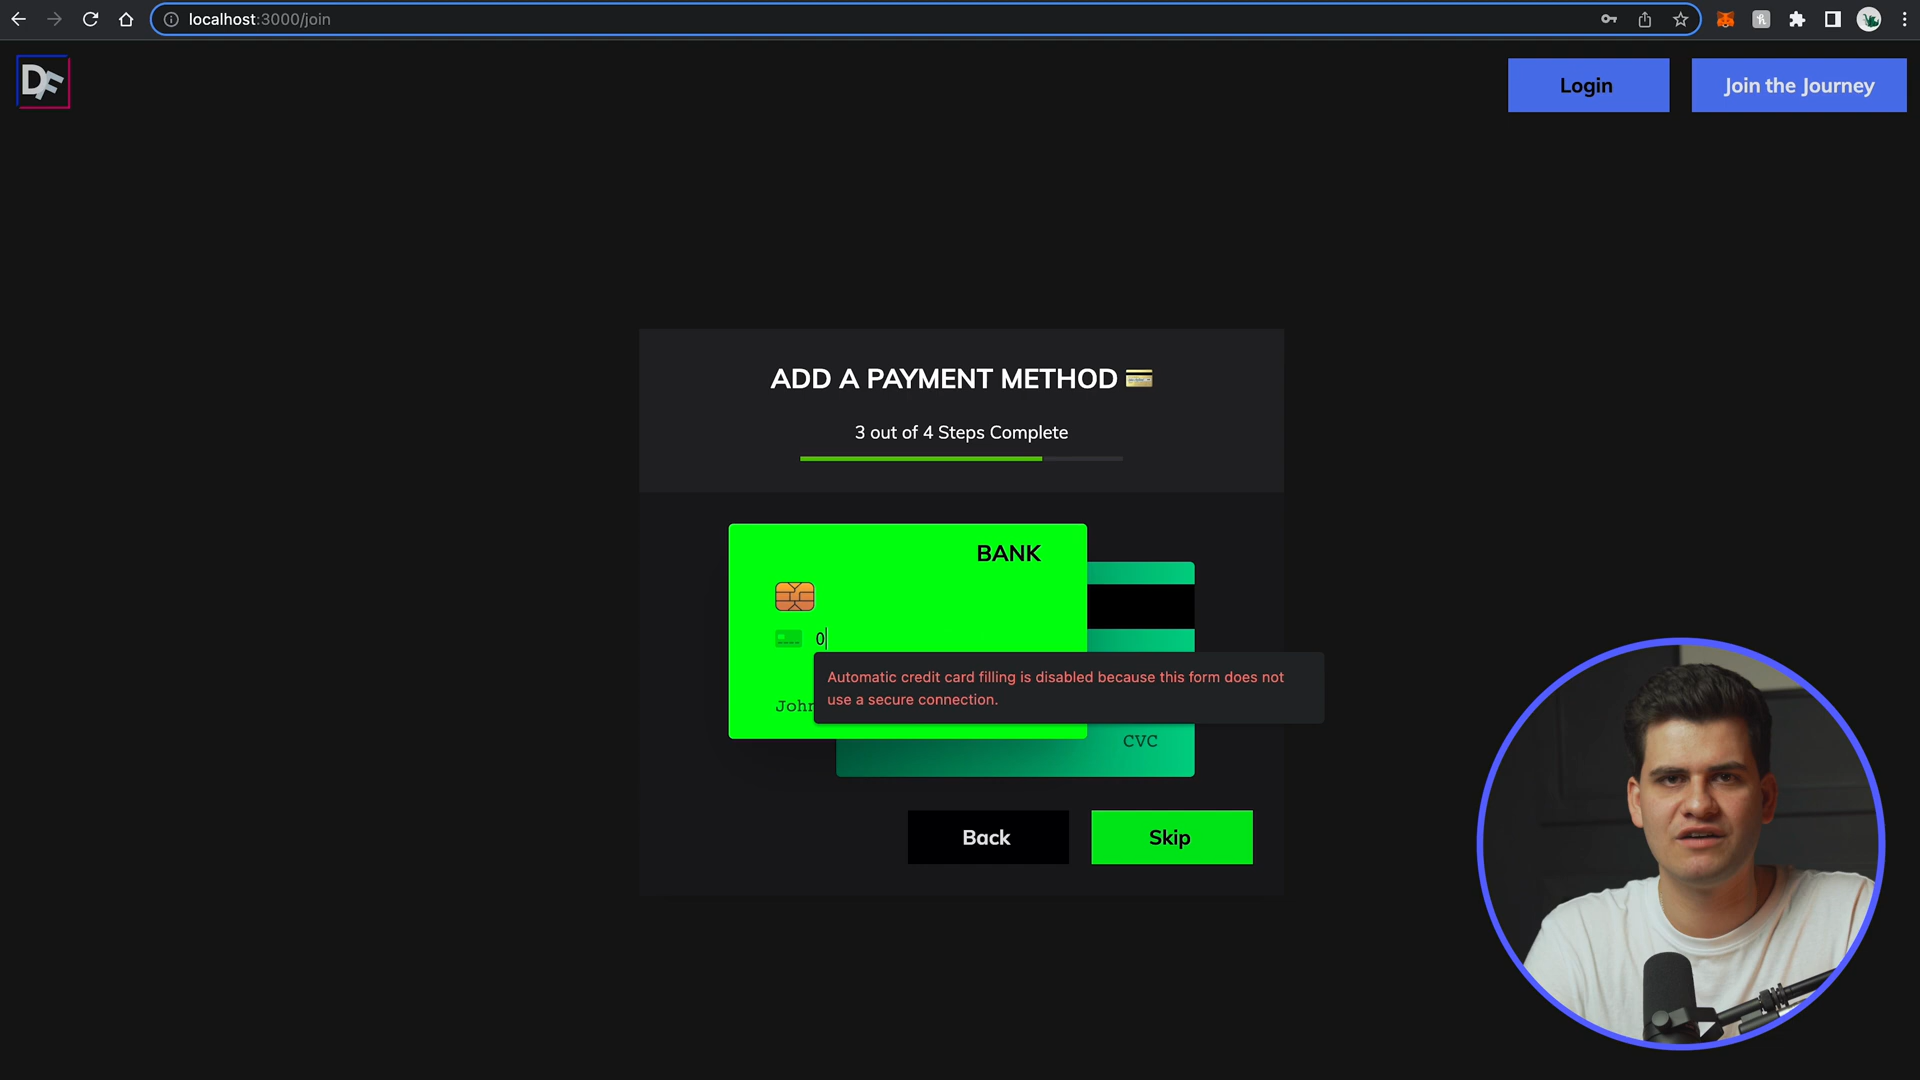 localhost:3000/join
DF
Login
Join the Journey
ADD A PAYMENT METHOD
3 out of 4 Steps Complete
BANK
0
Automatic credit card filling is disabled because this form does not
use a secure connection.
CVC
Back
Skip